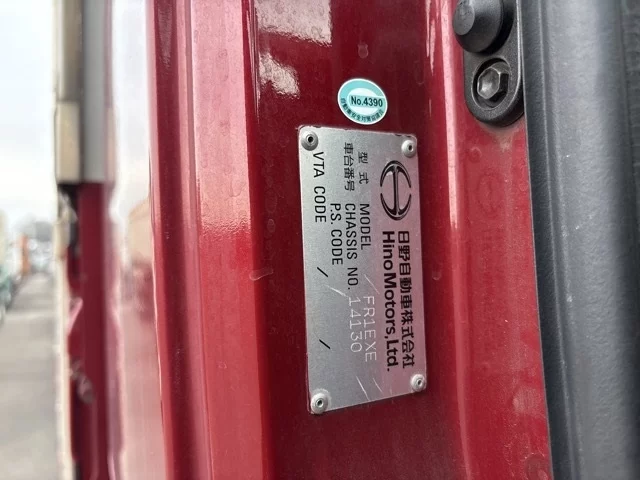 No.4390
日野自動車株式会社
Hino Motors, Ltd.
型式 MODEL FR1EXE
車台番号 CHASSIS NO. 14130
P.S. CODE
VTA CODE / /